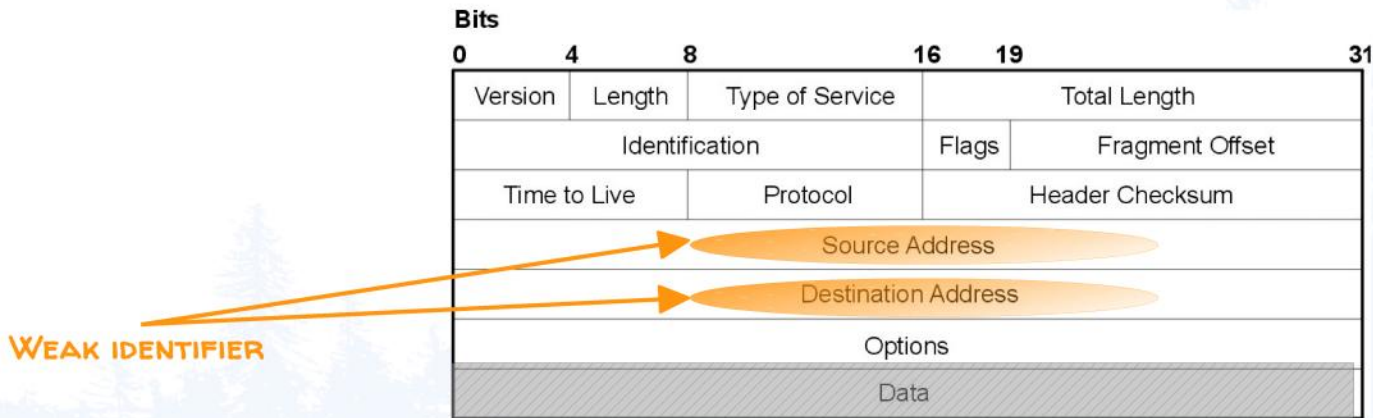 Bits
0 4 8 16 19 31
Version Length Type of Service Total Length
Identification Flags Fragment Offset
Time to Live Protocol Header Checksum
Source Address
Destination Address
WEAK IDENTIFIER
Options
Data